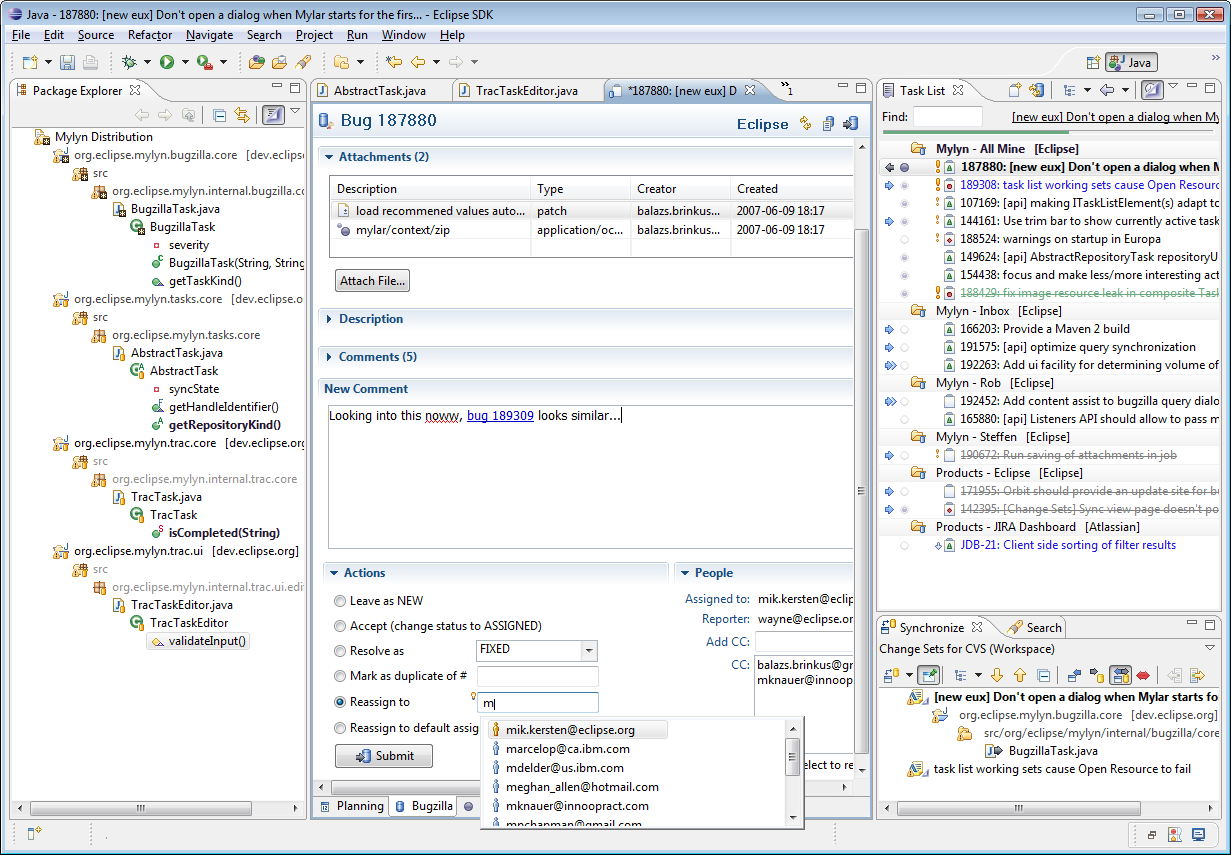 Java - 187880: [new eux] Don't open a dialog when Mylar starts for the firs... - Eclipse SDK
File Edit Source Refactor Navigate Search Project Run Window Help
Java
Package Explorer
Mylyn Distribution
org.eclipse.mylyn.bugzilla.core [dev.eclipse
src
org.eclipse.mylyn.internal.bugzilla.co
BugzillaTask.java
BugzillaTask
severity
BugzillaTask(String, String
getTaskKind()
org.eclipse.mylyn.tasks.core [dev.eclipse.o
src
org.eclipse.mylyn.tasks.core
AbstractTask.java
AbstractTask
syncState
getHandleIdentifier()
getRepositoryKind()
org.eclipse.mylyn.trac.core [dev.eclipse.org
src
org.eclipse.mylyn.internal.trac.core
TracTask.java
TracTask
isCompleted(String)
org.eclipse.mylyn.trac.ui [dev.eclipse.org]
src
org.eclipse.mylyn.internal.trac.ui.edi
TracTaskEditor.java
TracTaskEditor
validateInput()
AbstractTask.java TracTaskEditor.java *187880: [new eux] D 1
Bug 187880 Eclipse
Attachments (2)
Description Type Creator Created
load recommened values auto... patch balazs.brinkus... 2007-06-09 18:17
mylar/context/zip application/oc... balazs.brinkus... 2007-06-09 18:17
Attach File...
Description
Comments (5)
New Comment
Looking into this noww, bug 189309 looks similar...
Actions
Leave as NEW
Accept (change status to ASSIGNED)
Resolve as FIXED
Mark as duplicate of #
Reassign to m
Reassign to default assig
Submit
People
Assigned to: mik.kersten@eclip
Reporter: wayne@eclipse.or
Add CC:
CC: balazs.brinkus@gr
mknauer@innoop
elect to re
mik.kersten@eclipse.org
marcelop@ca.ibm.com
mdelder@us.ibm.com
meghan_allen@hotmail.com
mknauer@innoopract.com
mnchapman@gmail.com
Planning Bugzilla
Task List
Find: [new eux] Don't open a dialog when My
Mylyn - All Mine [Eclipse]
187880: [new eux] Don't open a dialog when M
189308: task list working sets cause Open Resourc
107169: [api] making ITaskListElement(s) adapt to
144161: Use trim bar to show currently active task
188524: warnings on startup in Europa
149624: [api] AbstractRepositoryTask repositoryU
154438: focus and make less/more interesting act
188429: fix image resource leak in composite Task
Mylyn - Inbox [Eclipse]
166203: Provide a Maven 2 build
191575: [api] optimize query synchronization
192263: Add ui facility for determining volume of
Mylyn - Rob [Eclipse]
192452: Add content assist to bugzilla query dialo
165880: [api] Listeners API should allow to pass m
Mylyn - Steffen [Eclipse]
190672: Run saving of attachments in job
Products - Eclipse [Eclipse]
171955: Orbit should provide an update site for bu
142395: [Change Sets] Sync view page doesn't po
Products - JIRA Dashboard [Atlassian]
JDB-21: Client side sorting of filter results
Synchronize Search
Change Sets for CVS (Workspace)
[new eux] Don't open a dialog when Mylar starts fo
org.eclipse.mylyn.bugzilla.core [dev.eclipse.org]
src/org/eclipse/mylyn/internal/bugzilla/core
BugzillaTask.java
task list working sets cause Open Resource to fail